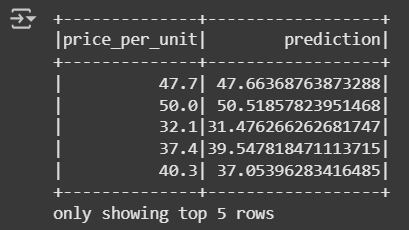 +--------------+------------------+
|price_per_unit|        prediction|
+--------------+------------------+
|          47.7| 47.66368763873288|
|          50.0| 50.51857823951468|
|          32.1|31.476266262681747|
|          37.4|39.547818471113715|
|          40.3| 37.05396283416485|
+--------------+------------------+
only showing top 5 rows